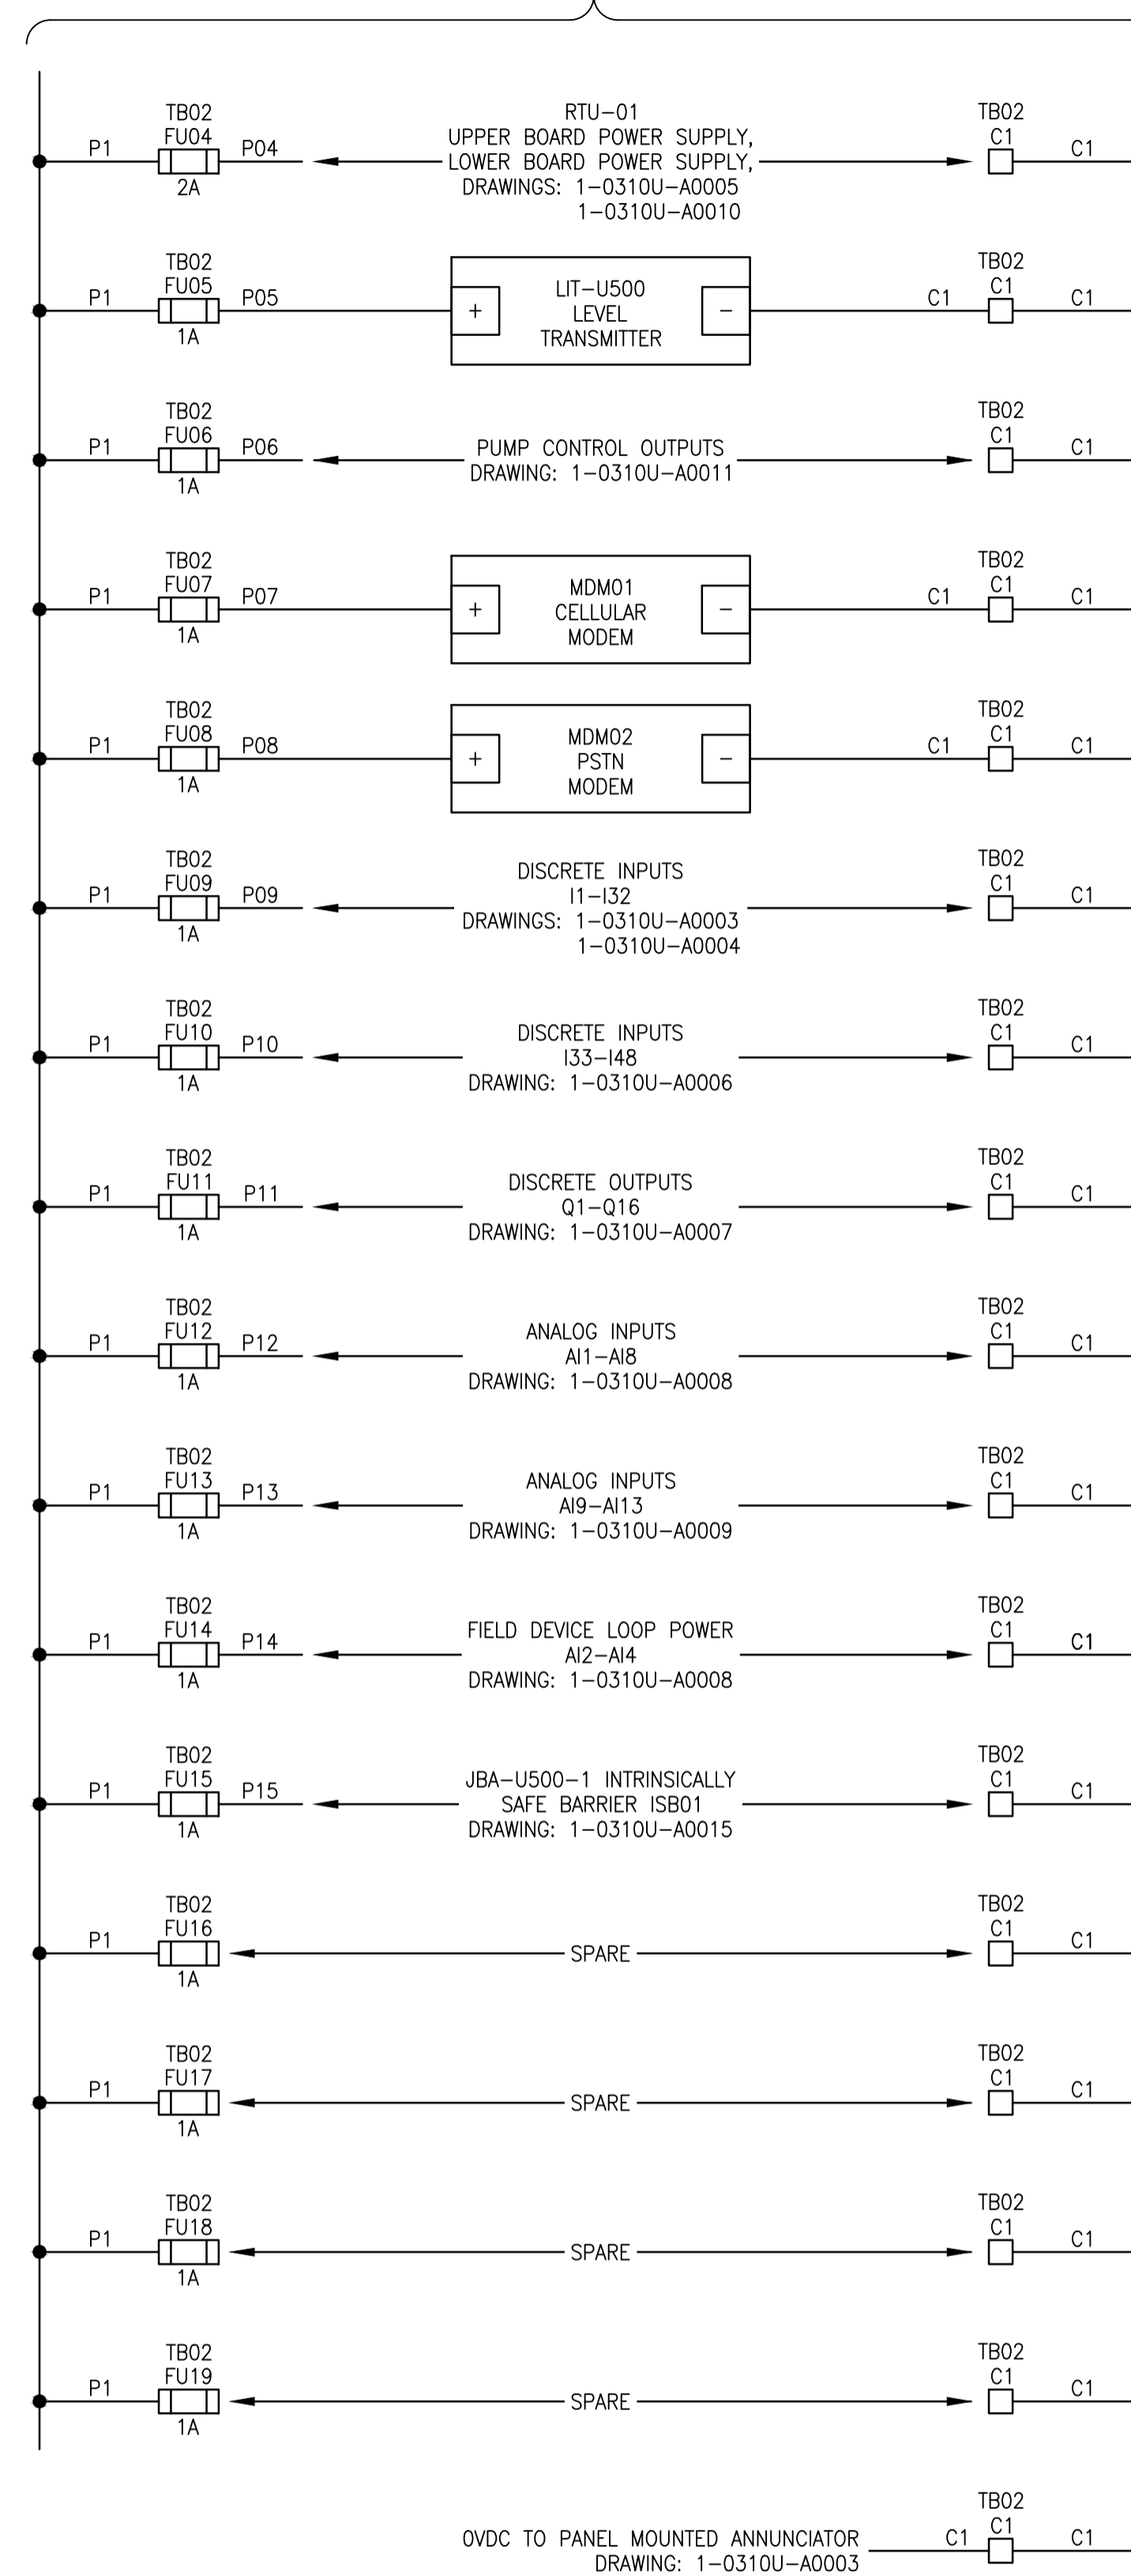 TB02 RTU-01 TB02
FU04 UPPER BOARD POWER SUPPLY, C1
P1 P04 LOWER BOARD POWER SUPPLY, C1
2A DRAWINGS: 1-0310U-A0005
1-0310U-A0010
TB02 TB02
FU05 LIT-U500 C1
P1 P05 + LEVEL - C1 C1
1A TRANSMITTER
TB02 TB02
FU06 C1
P1 P06 PUMP CONTROL OUTPUTS C1
1A DRAWING: 1-0310U-A0011
TB02 TB02
FU07 MDM01 C1
P1 P07 + CELLULAR - C1 C1
1A MODEM
TB02 TB02
FU08 MDM02 C1
P1 P08 + PSTN - C1 C1
1A MODEM
TB02 TB02
FU09 DISCRETE INPUTS C1
P1 P09 I1-I32 C1
1A DRAWINGS: 1-0310U-A0003
1-0310U-A0004
TB02 TB02
FU10 DISCRETE INPUTS C1
P1 P10 I33-I48 C1
1A DRAWING: 1-0310U-A0006
TB02 TB02
FU11 DISCRETE OUTPUTS C1
P1 P11 Q1-Q16 C1
1A DRAWING: 1-0310U-A0007
TB02 TB02
FU12 ANALOG INPUTS C1
P1 P12 AI1-AI8 C1
1A DRAWING: 1-0310U-A0008
TB02 TB02
FU13 ANALOG INPUTS C1
P1 P13 AI9-AI13 C1
1A DRAWING: 1-0310U-A0009
TB02 TB02
FU14 FIELD DEVICE LOOP POWER C1
P1 P14 AI2-AI4 C1
1A DRAWING: 1-0310U-A0008
TB02 TB02
FU15 JBA-U500-1 INTRINSICALLY C1
P1 P15 SAFE BARRIER ISB01 C1
1A DRAWING: 1-0310U-A0015
TB02 TB02
FU16 C1
P1 SPARE C1
1A
TB02 TB02
FU17 C1
P1 SPARE C1
1A
TB02 TB02
FU18 C1
P1 SPARE C1
1A
TB02 TB02
FU19 C1
P1 SPARE C1
1A
TB02
C1
0VDC TO PANEL MOUNTED ANNUNCIATOR C1 C1
DRAWING: 1-0310U-A0003